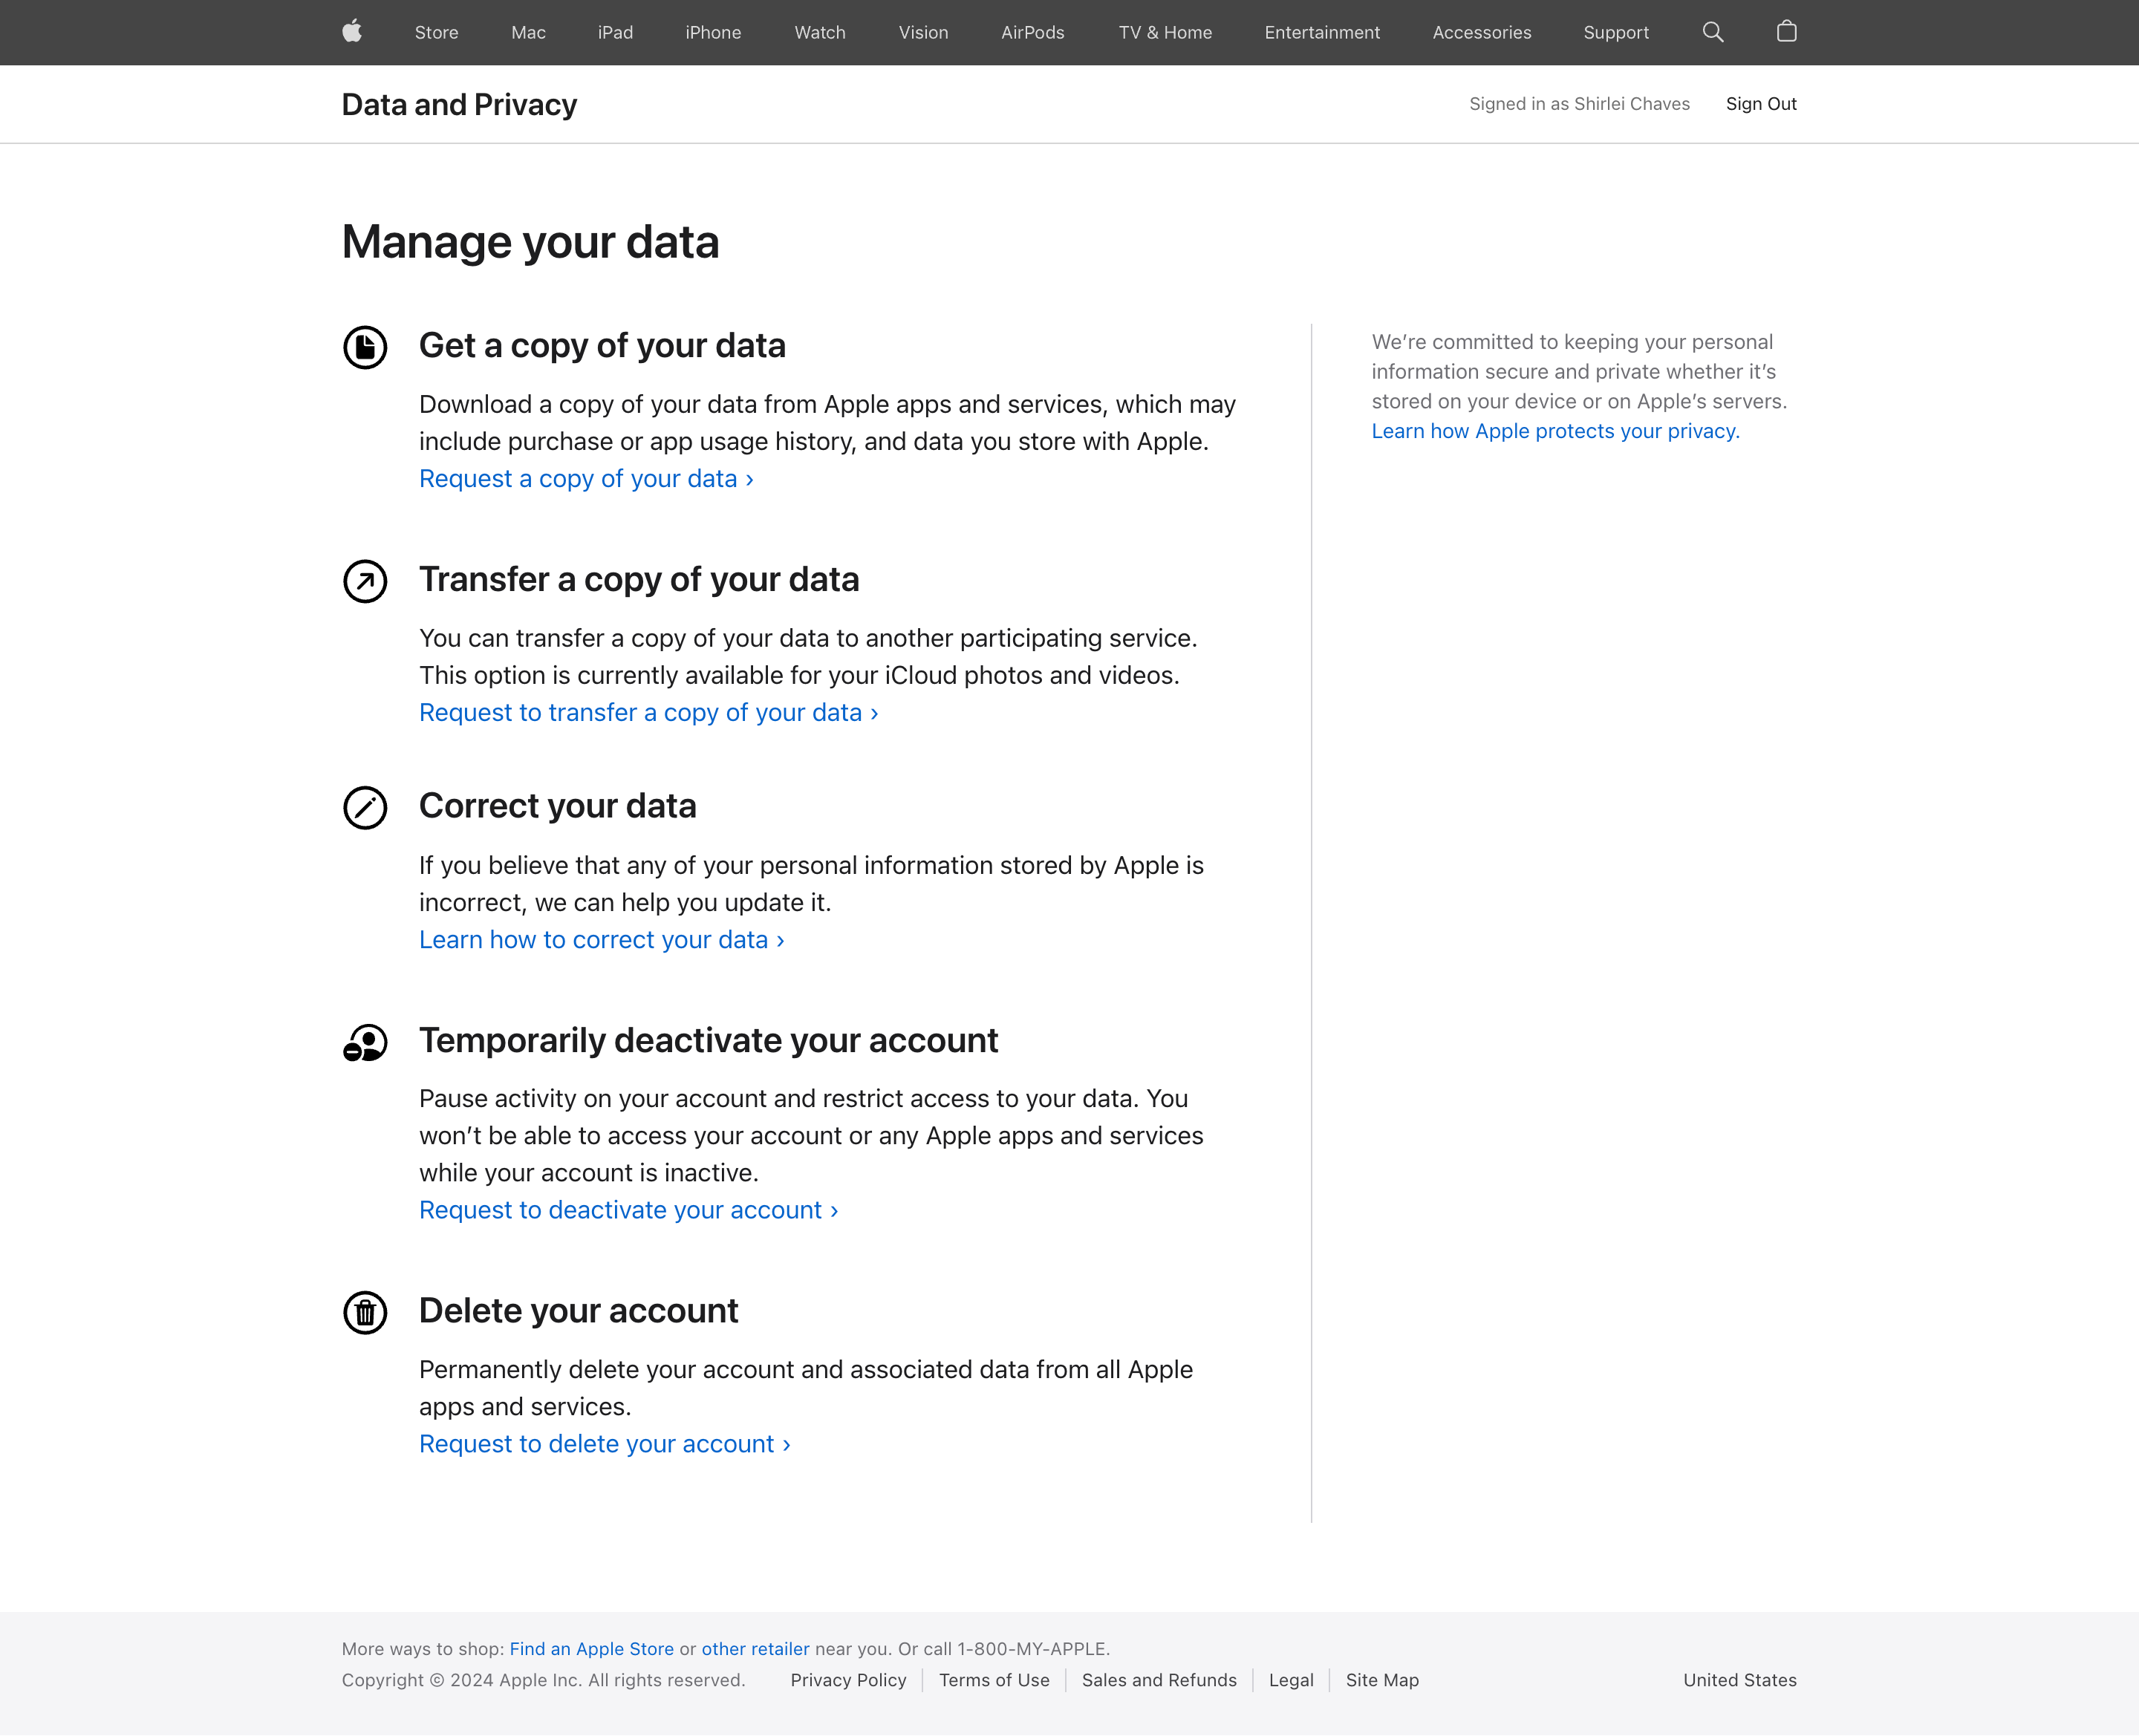 Store Mac iPad iPhone Watch Vision AirPods TV & Home Entertainment Accessories Support
Data and Privacy
Signed in as Shirlei Chaves Sign Out
Manage your data
Get a copy of your data
Download a copy of your data from Apple apps and services, which may
include purchase or app usage history, and data you store with Apple.
Request a copy of your data ›
Transfer a copy of your data
You can transfer a copy of your data to another participating service.
This option is currently available for your iCloud photos and videos.
Request to transfer a copy of your data ›
Correct your data
If you believe that any of your personal information stored by Apple is
incorrect, we can help you update it.
Learn how to correct your data ›
Temporarily deactivate your account
Pause activity on your account and restrict access to your data. You
won’t be able to access your account or any Apple apps and services
while your account is inactive.
Request to deactivate your account ›
Delete your account
Permanently delete your account and associated data from all Apple
apps and services.
Request to delete your account ›
We’re committed to keeping your personal
information secure and private whether it’s
stored on your device or on Apple’s servers.
Learn how Apple protects your privacy.
More ways to shop: Find an Apple Store or other retailer near you. Or call 1-800-MY-APPLE.
Copyright © 2024 Apple Inc. All rights reserved. Privacy Policy Terms of Use Sales and Refunds Legal Site Map United States